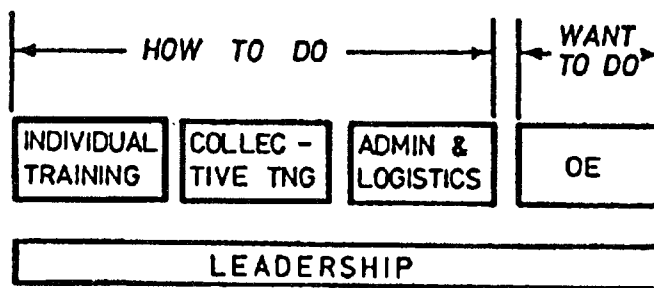 HOW TO DO
WANT
TO DO
INDIVIDUAL
TRAINING
COLLEC -
TIVE TNG
ADMIN &
LOGISTICS
OE
LEADERSHIP